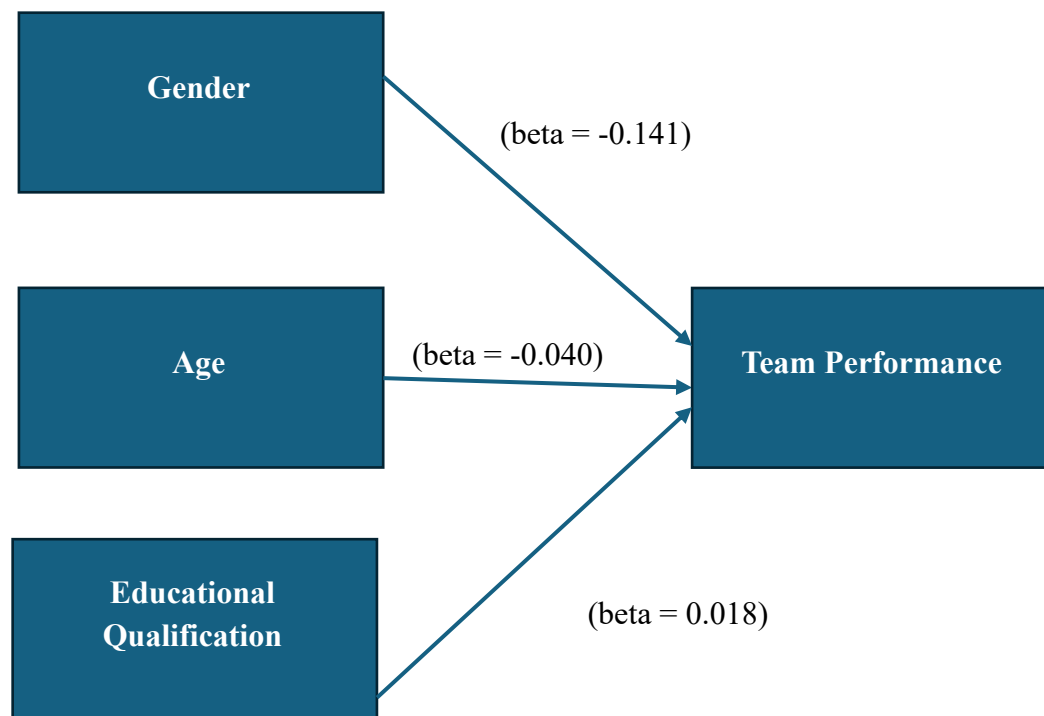 Gender
(beta = -0.141)
Age
(beta = -0.040)
Team Performance
Educational
Qualification
(beta = 0.018)